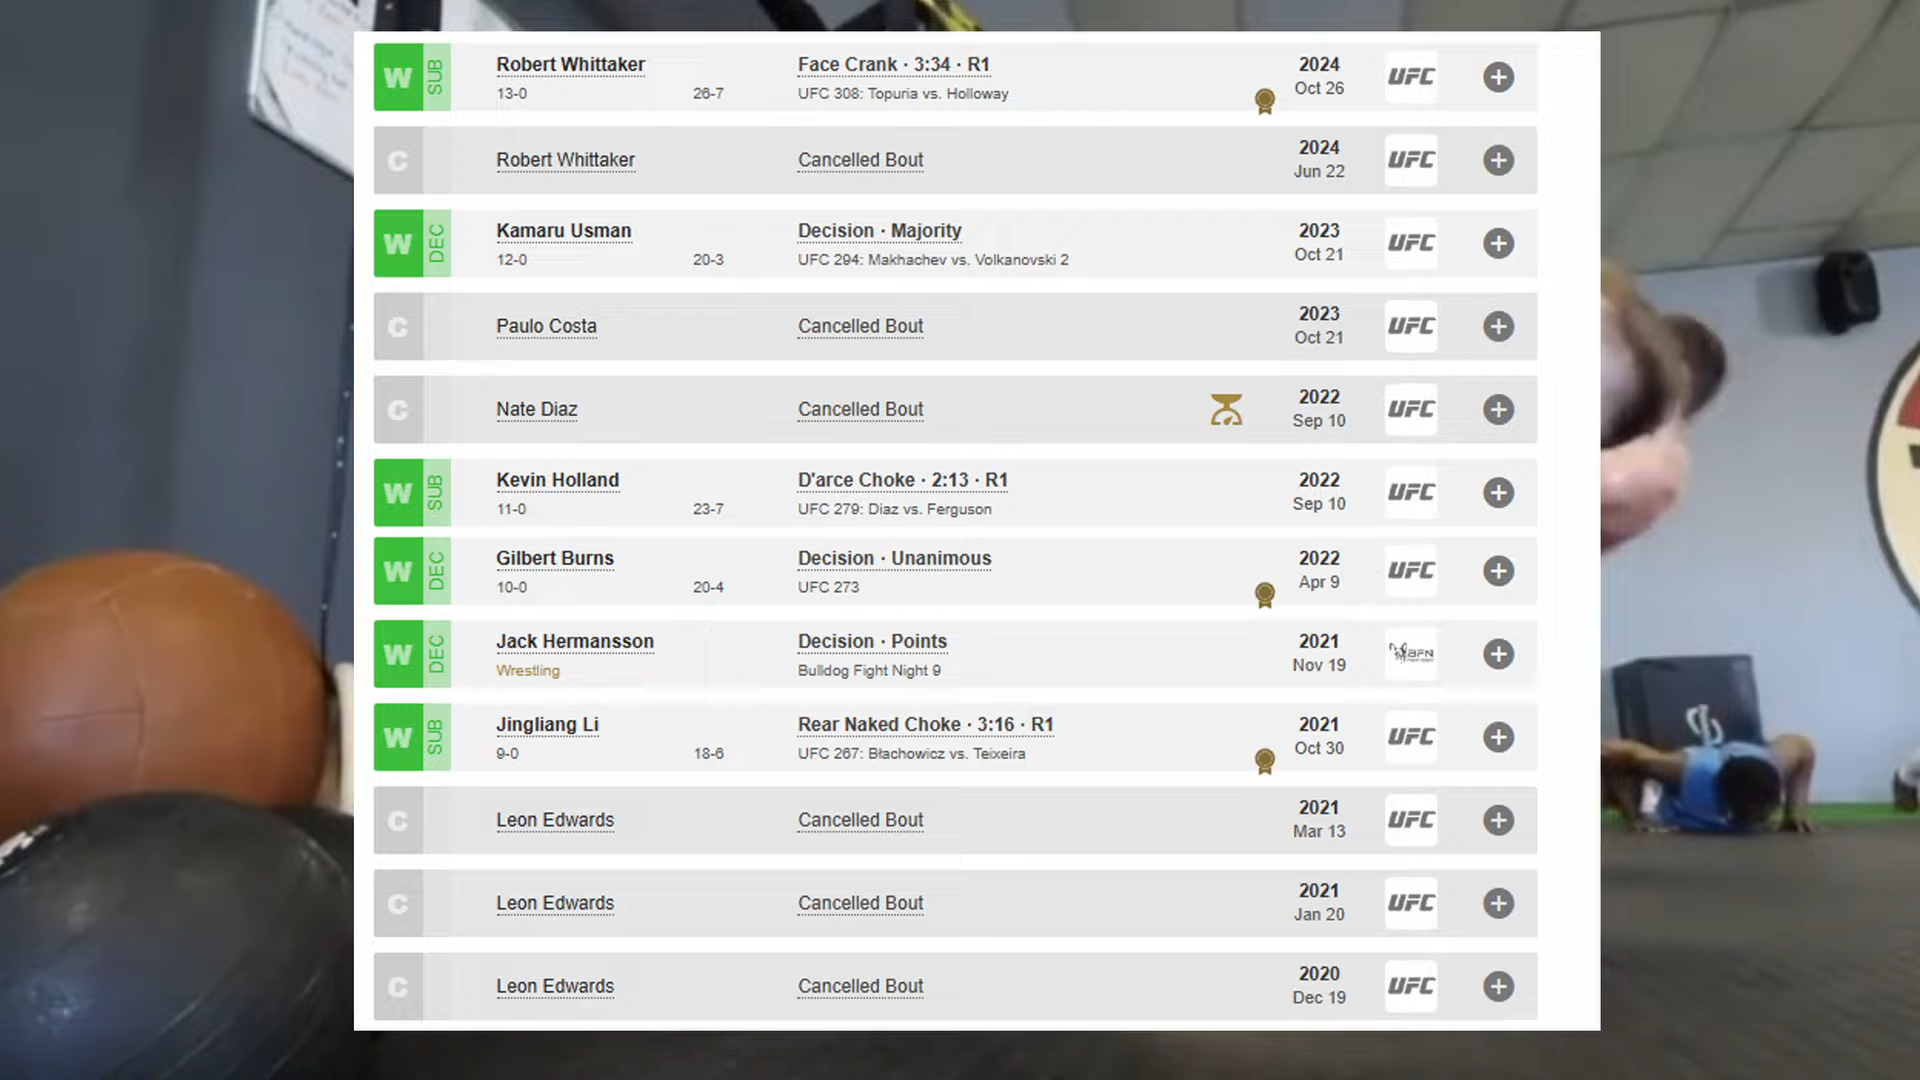 W SUB Robert Whittaker Face Crank · 3:34 · R1 2024 UFC
13-0 26-7 UFC 308: Topuria vs. Holloway Oct 26
C Robert Whittaker Cancelled Bout 2024 UFC
Jun 22
W DEC Kamaru Usman Decision · Majority 2023 UFC
12-0 20-3 UFC 294: Makhachev vs. Volkanovski 2 Oct 21
C Paulo Costa Cancelled Bout 2023 UFC
Oct 21
C Nate Diaz Cancelled Bout 2022 UFC
Sep 10
W SUB Kevin Holland D'arce Choke · 2:13 · R1 2022 UFC
11-0 23-7 UFC 279: Diaz vs. Ferguson Sep 10
W DEC Gilbert Burns Decision · Unanimous 2022 UFC
10-0 20-4 UFC 273 Apr 9
W DEC Jack Hermansson Decision · Points 2021 BFN
Wrestling Bulldog Fight Night 9 Nov 19
W SUB Jingliang Li Rear Naked Choke · 3:16 · R1 2021 UFC
9-0 18-6 UFC 267: Błachowicz vs. Teixeira Oct 30
C Leon Edwards Cancelled Bout 2021 UFC
Mar 13
C Leon Edwards Cancelled Bout 2021 UFC
Jan 20
C Leon Edwards Cancelled Bout 2020 UFC
Dec 19